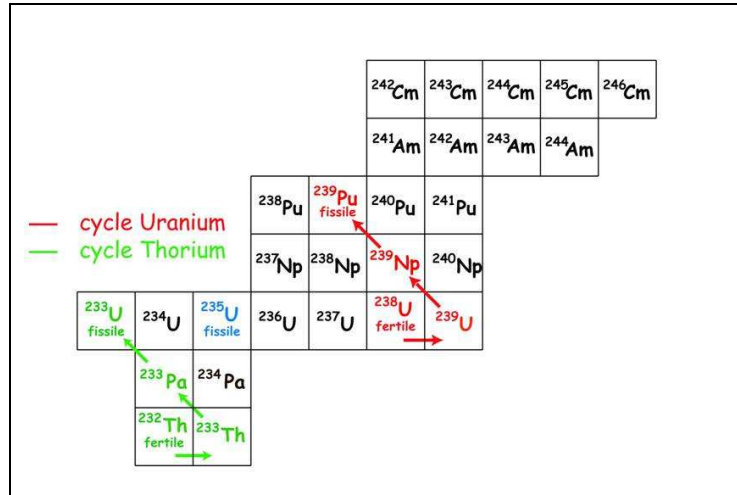 ²⁴²Cm ²⁴³Cm ²⁴⁴Cm ²⁴⁵Cm ²⁴⁶Cm
²⁴¹Am ²⁴²Am ²⁴³Am ²⁴⁴Am
²³⁸Pu ²³⁹Pu ²⁴⁰Pu ²⁴¹Pu
fissile
cycle Uranium
cycle Thorium
²³⁷Np ²³⁸Np ²³⁹Np ²⁴⁰Np
²³³U ²³⁴U ²³⁵U ²³⁶U ²³⁷U ²³⁸U ²³⁹U
fissile fissile fertile
²³³Pa ²³⁴Pa
²³²Th ²³³Th
fertile